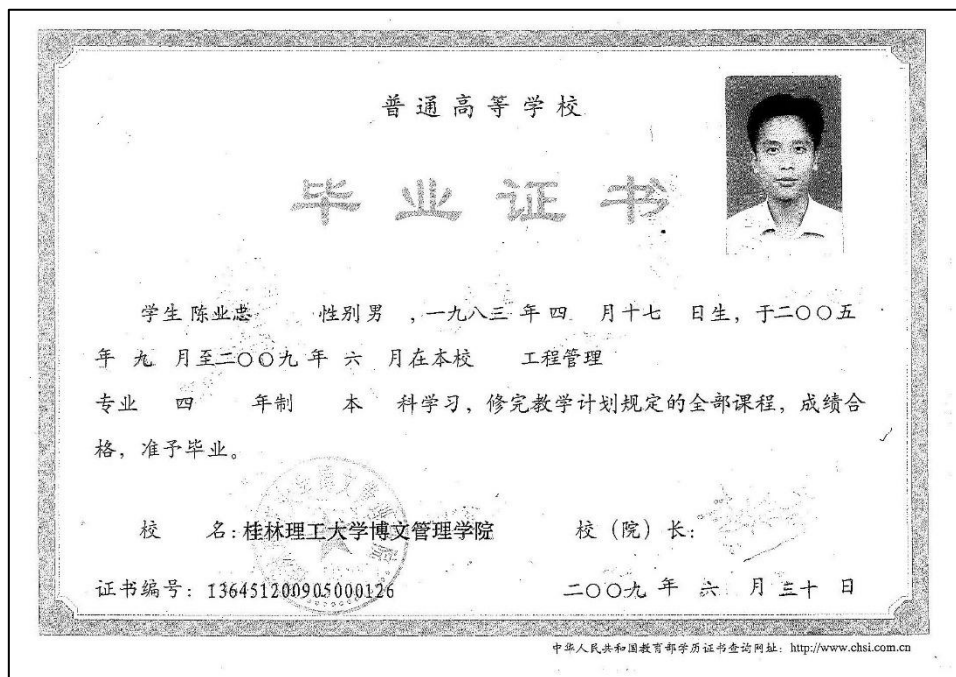 普通高等学校
毕业证书
学生 陈业忠 性别 男 ，一九八三 年 四 月十七 日生，于二〇〇五
年 九 月至二〇〇九 年 六 月在本校 工程管理
专业 四 年制 本 科学习，修完教学计划规定的全部课程，成绩合
格，准予毕业。
校 名：桂林理工大学博文管理学院 校（院）长：
证书编号：136451200905000126 二〇〇九 年 六 月 三十 日
中华人民共和国教育部学历证书查询网址：http://www.chsi.com.cn